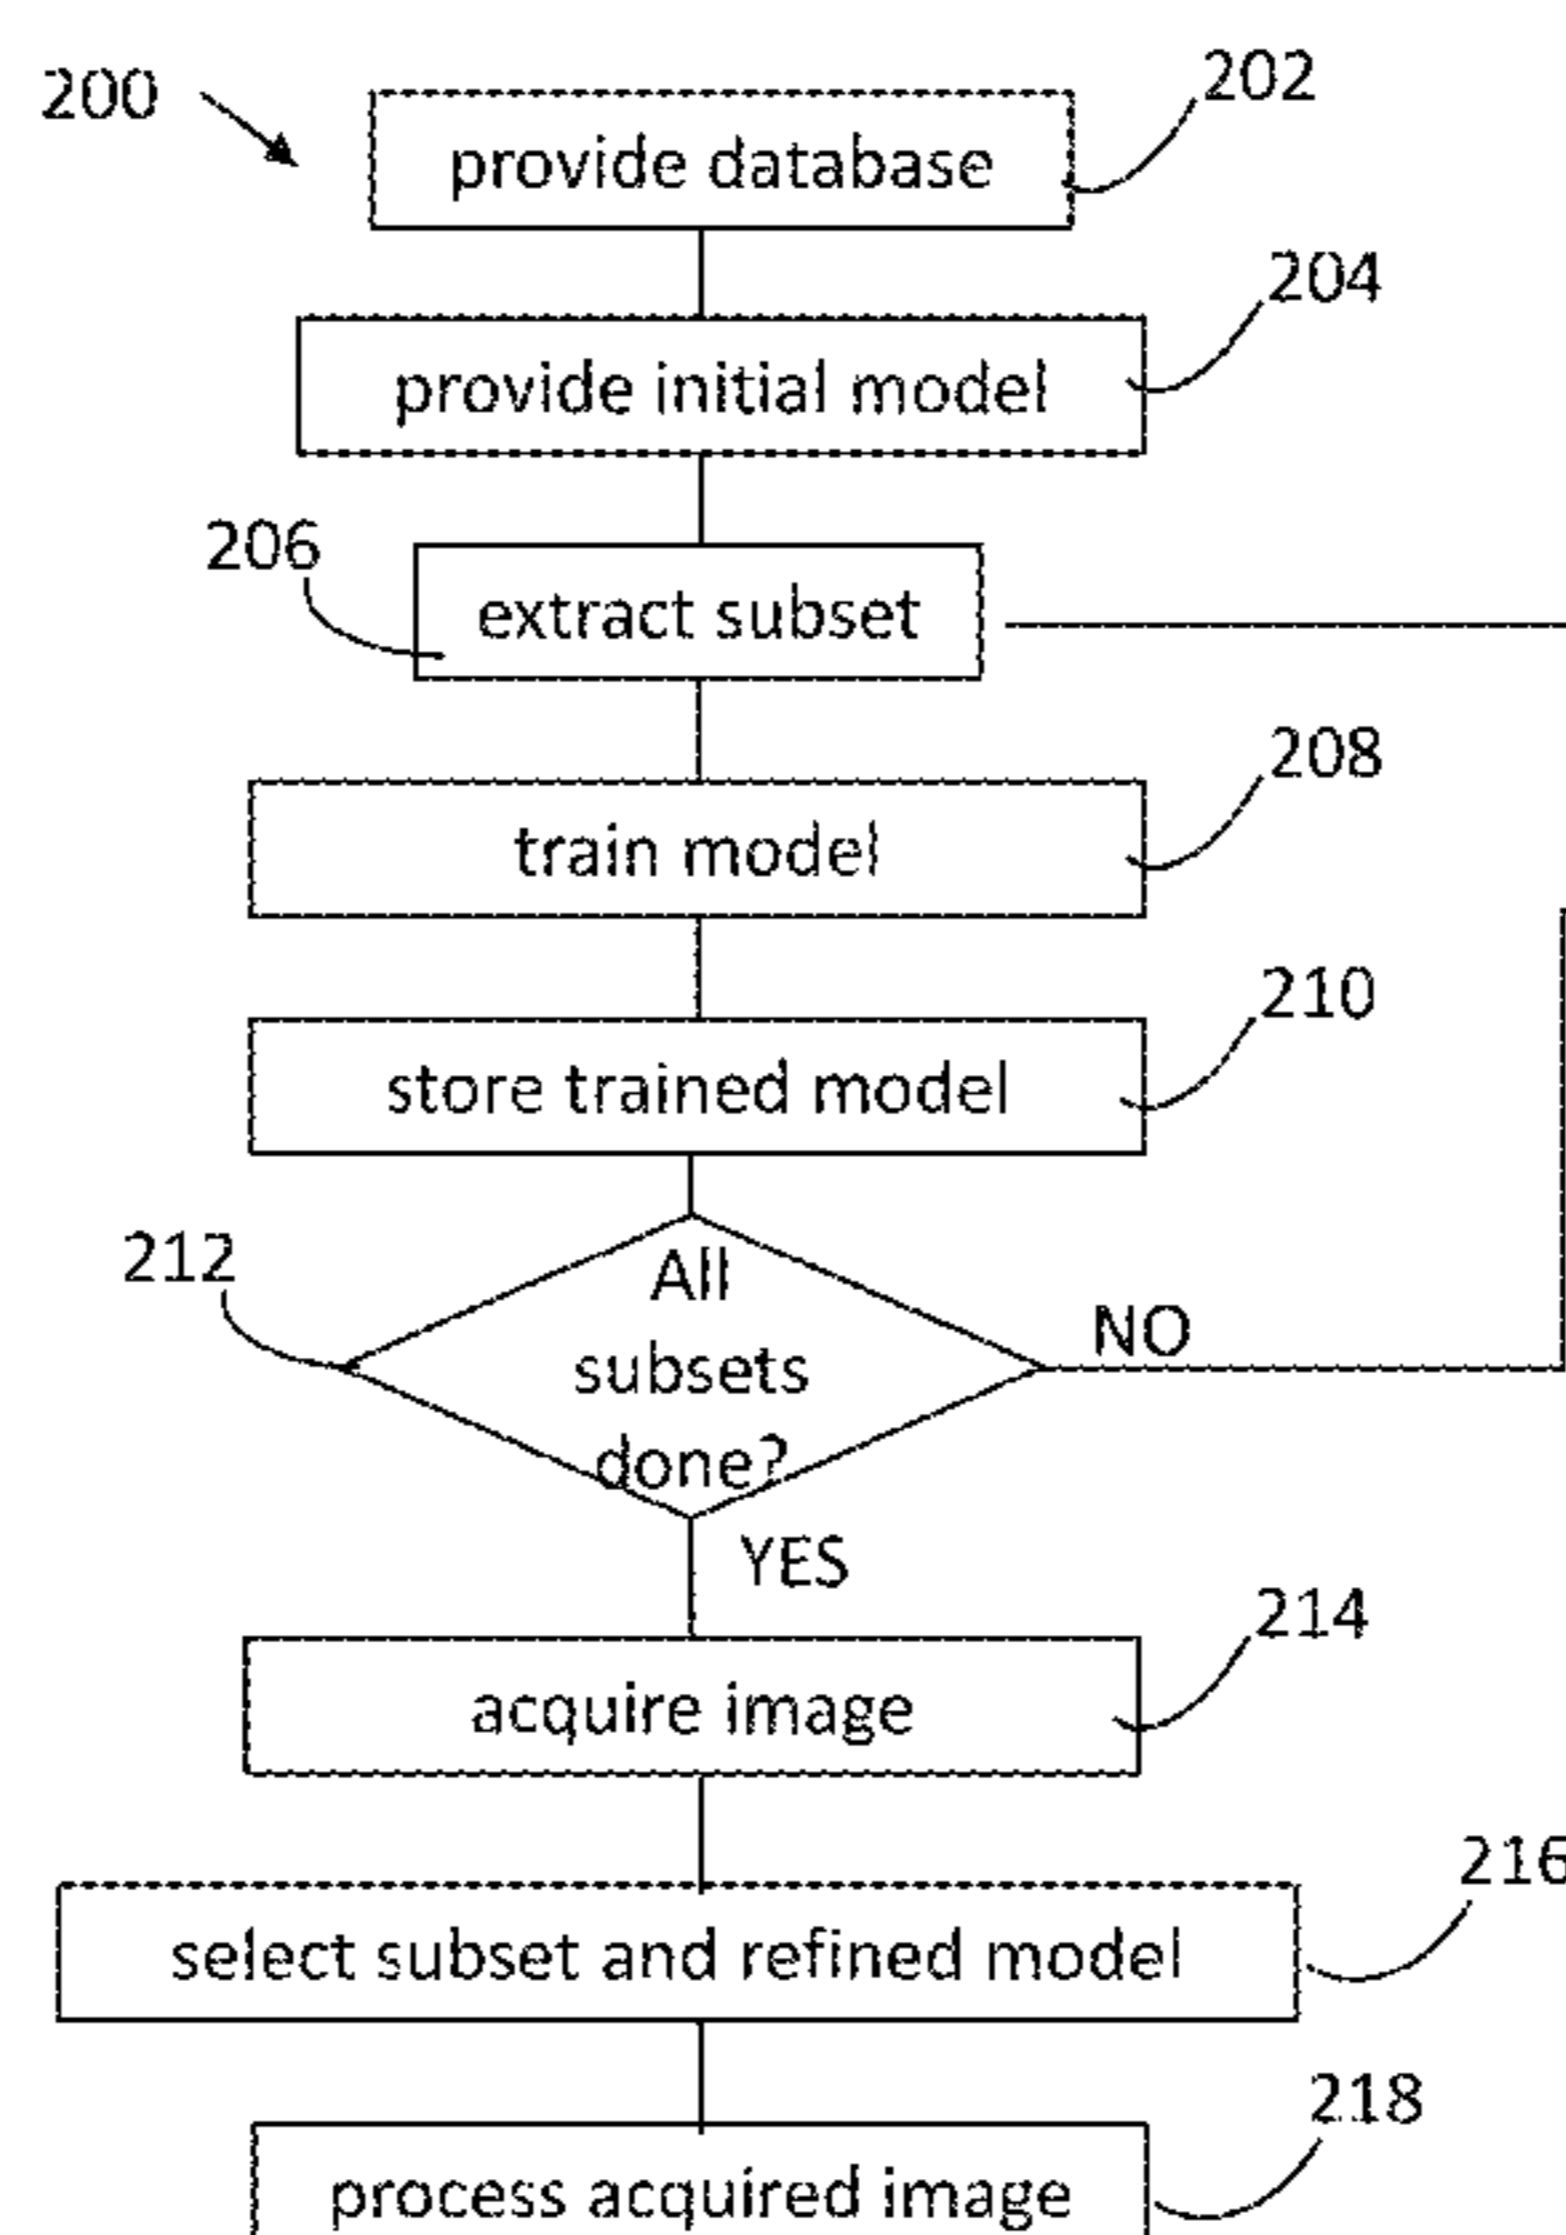 200
202
provide database
204
provide initial model
206
extract subset
208
train model
210
store trained model
212
All
subsets
done?
NO
YES
214
acquire image
216
select subset and refined model
218
process acquired image